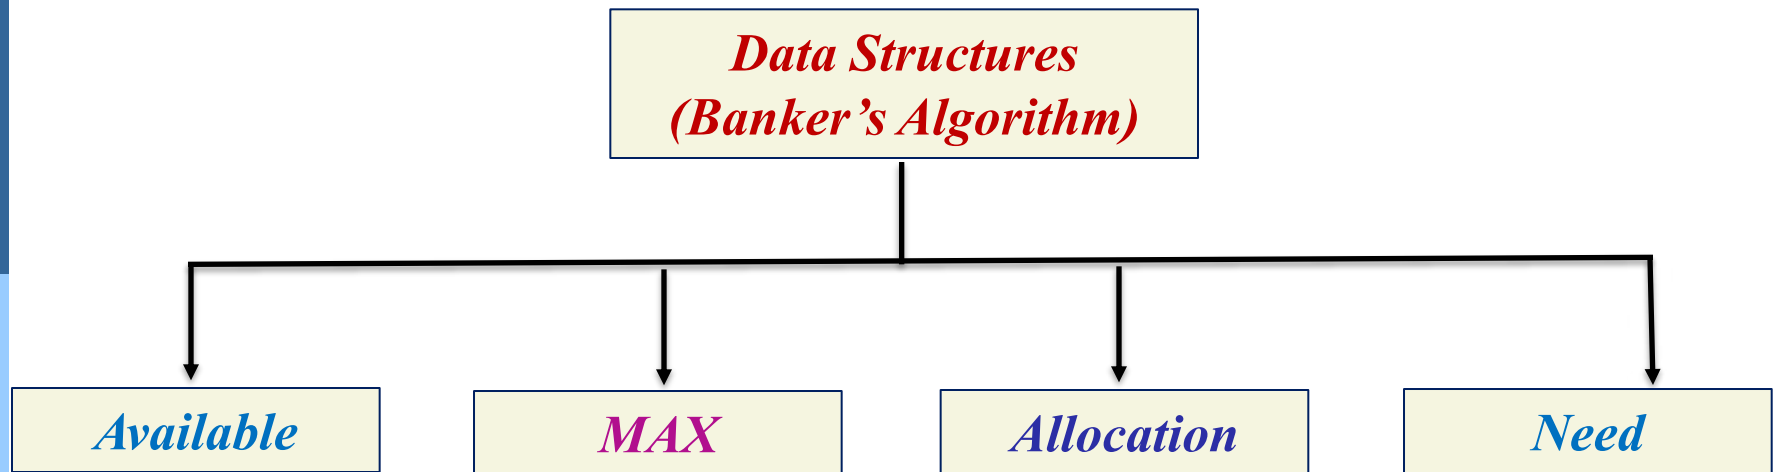 Data Structures
(Banker’s Algorithm)
Available
MAX
Allocation
Need